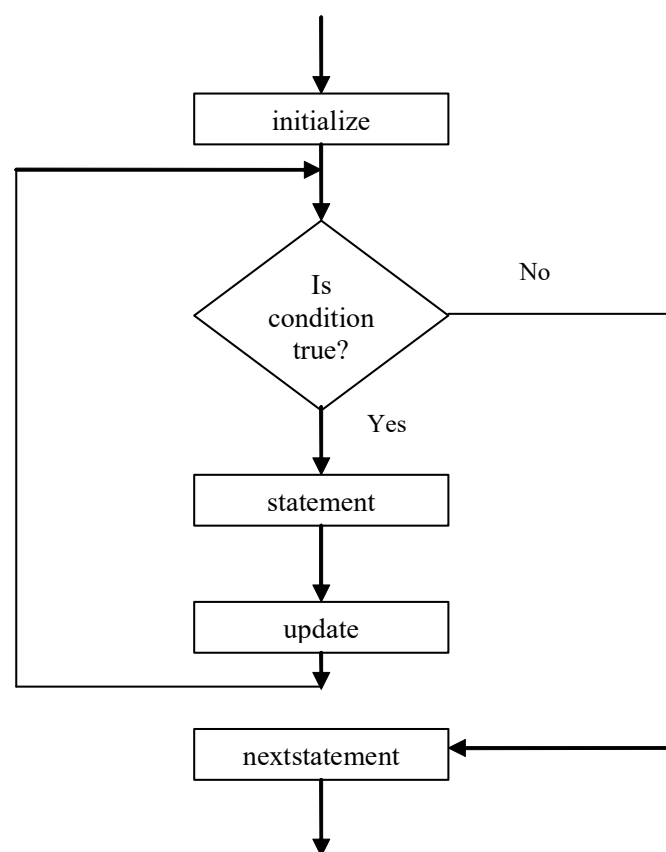 initialize
Is
condition
true?
No
Yes
statement
update
nextstatement